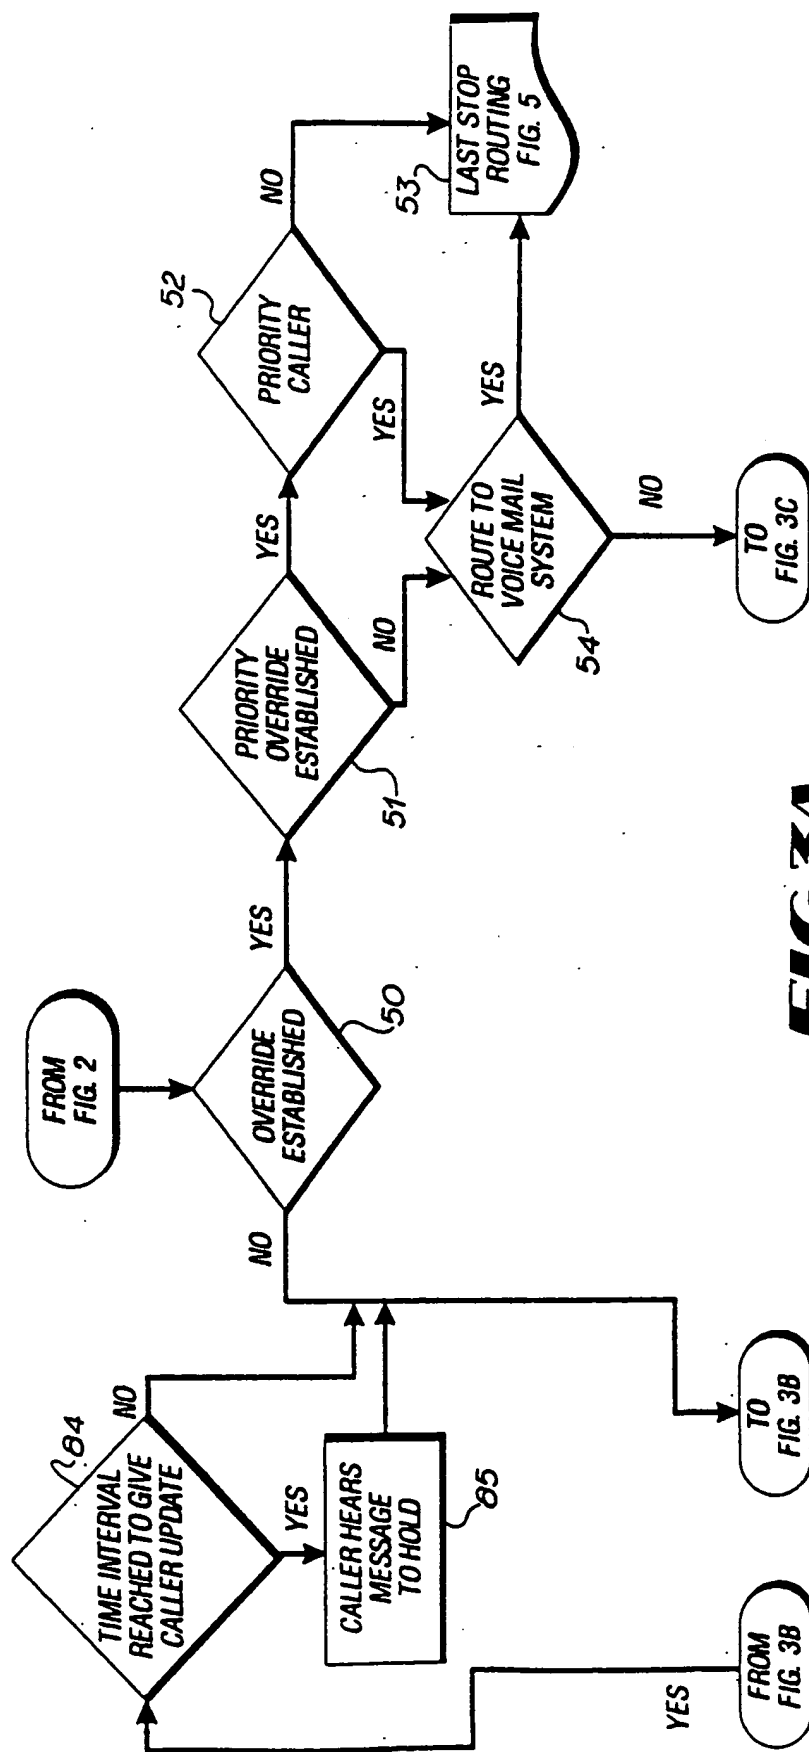 FROM
FIG. 2
TIME INTERVAL
REACHED TO GIVE
CALLER UPDATE
84
NO
YES
CALLER HEARS
MESSAGE
TO HOLD
85
NO
OVERRIDE
ESTABLISHED
50
YES
PRIORITY
OVERRIDE
ESTABLISHED
51
YES
NO
PRIORITY
CALLER
52
NO
YES
ROUTE TO
VOICE MAIL
SYSTEM
54
YES
NO
LAST STOP
ROUTING
FIG. 5
53
YES
FROM
FIG. 3B
TO
FIG. 3B
TO
FIG. 3C
FIG 3A